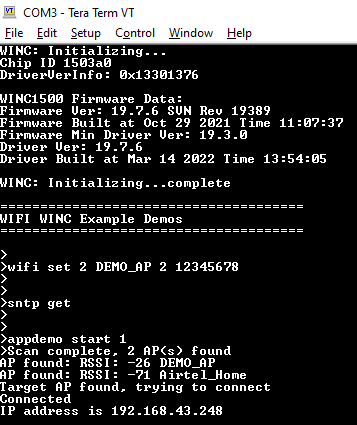 COM3 - Tera Term VT
File Edit Setup Control Window Help
WINC: Initializing...
Chip ID 1503a0
DriverVerInfo: 0x13301376
WINC1500 Firmware Data:
Firmware Ver: 19.7.6 SVN Rev 19389
Firmware Built at Oct 29 2021 Time 11:07:37
Firmware Min Driver Ver: 19.3.0
Driver Ver: 19.7.6
Driver Built at Mar 14 2022 Time 13:54:05
WINC: Initializing...complete
=======================================
WIFI WINC Example Demos
=======================================
>
>wifi set 2 DEMO_AP 2 12345678
>
>
>sntp get
>
>
>appdemo start 1
>Scan complete, 2 AP(s) found
AP found: RSSI: -26 DEMO_AP
AP found: RSSI: -71 Airtel_Home
Target AP found, trying to connect
Connected
IP address is 192.168.43.248